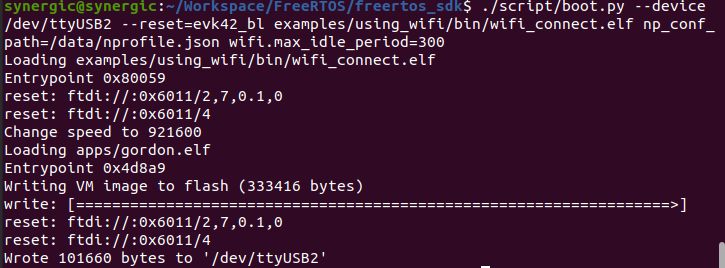 synergic@synergic:~/Workspace/FreeRTOS/freertos_sdk$ ./script/boot.py --device
/dev/ttyUSB2 --reset=evk42_bl examples/using_wifi/bin/wifi_connect.elf np_conf_
path=/data/nprofile.json wifi.max_idle_period=300
Loading examples/using_wifi/bin/wifi_connect.elf
Entrypoint 0x80059
reset: ftdi://:0x6011/2,7,0.1,0
reset: ftdi://:0x6011/4
Change speed to 921600
Loading apps/gordon.elf
Entrypoint 0x4d8a9
Writing VM image to flash (333416 bytes)
write: [==================================================================>]
reset: ftdi://:0x6011/2,7,0.1,0
reset: ftdi://:0x6011/4
Wrote 101660 bytes to '/dev/ttyUSB2'